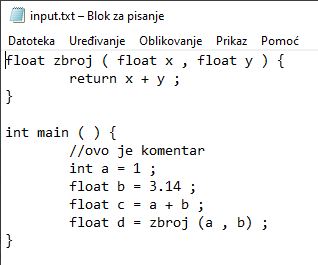 input.txt – Blok za pisanje
Datoteka Uređivanje Oblikovanje Prikaz Pomoć
float zbroj ( float x , float y ) {
        return x + y ;
}

int main ( ) {
        //ovo je komentar
        int a = 1 ;
        float b = 3.14 ;
        float c = a + b ;
        float d = zbroj (a , b) ;
}